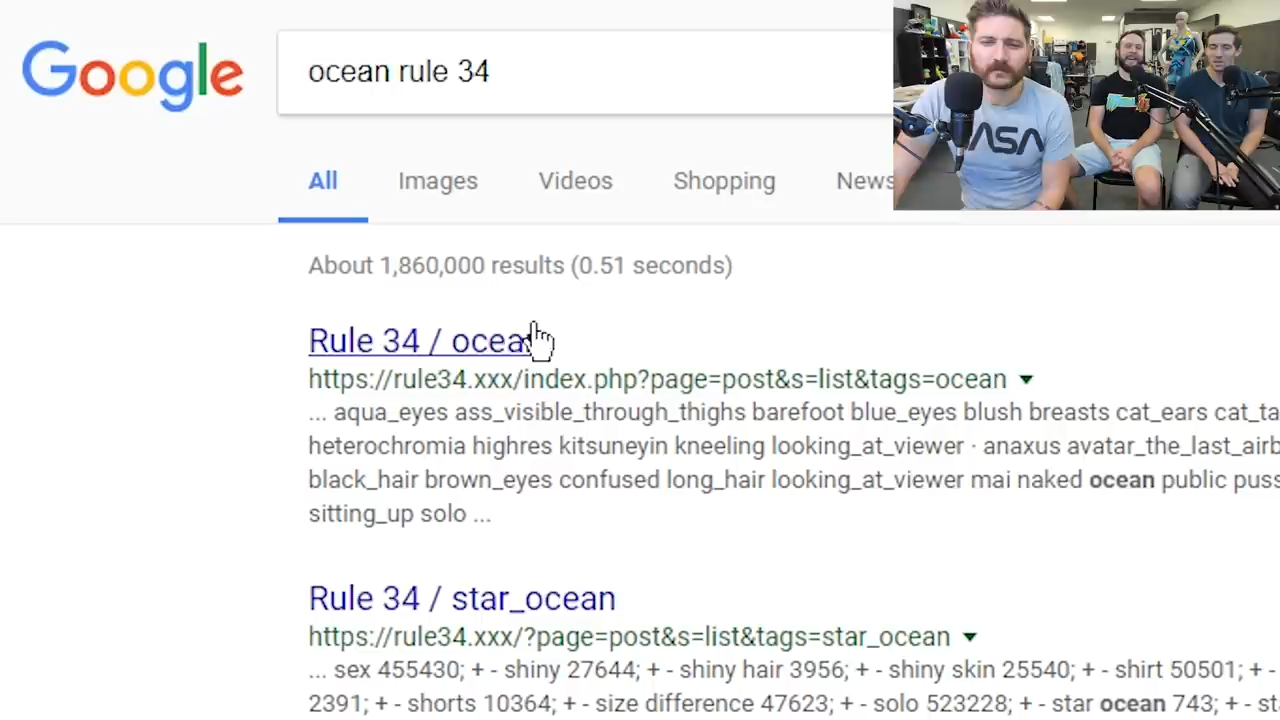 Google
ocean rule 34
All Images Videos Shopping News
ASA
About 1,860,000 results (0.51 seconds)
Rule 34 / ocean
https://rule34.xxx/index.php?page=post&s=list&tags=ocean
... aqua_eyes ass_visible_through_thighs barefoot blue_eyes blush breasts cat_ears cat_ta
heterochromia highres kitsuneyin kneeling looking_at_viewer · anaxus avatar_the_last_airb
black_hair brown_eyes confused long_hair looking_at_viewer mai naked ocean public puss
sitting_up solo ...
Rule 34 / star_ocean
https://rule34.xxx/?page=post&s=list&tags=star_ocean
... sex 455430; + - shiny 27644; + - shiny hair 3956; + - shiny skin 25540; + - shirt 50501; +
2391; + - shorts 10364; + - size difference 47623; + - solo 523228; + - star ocean 743; + - st